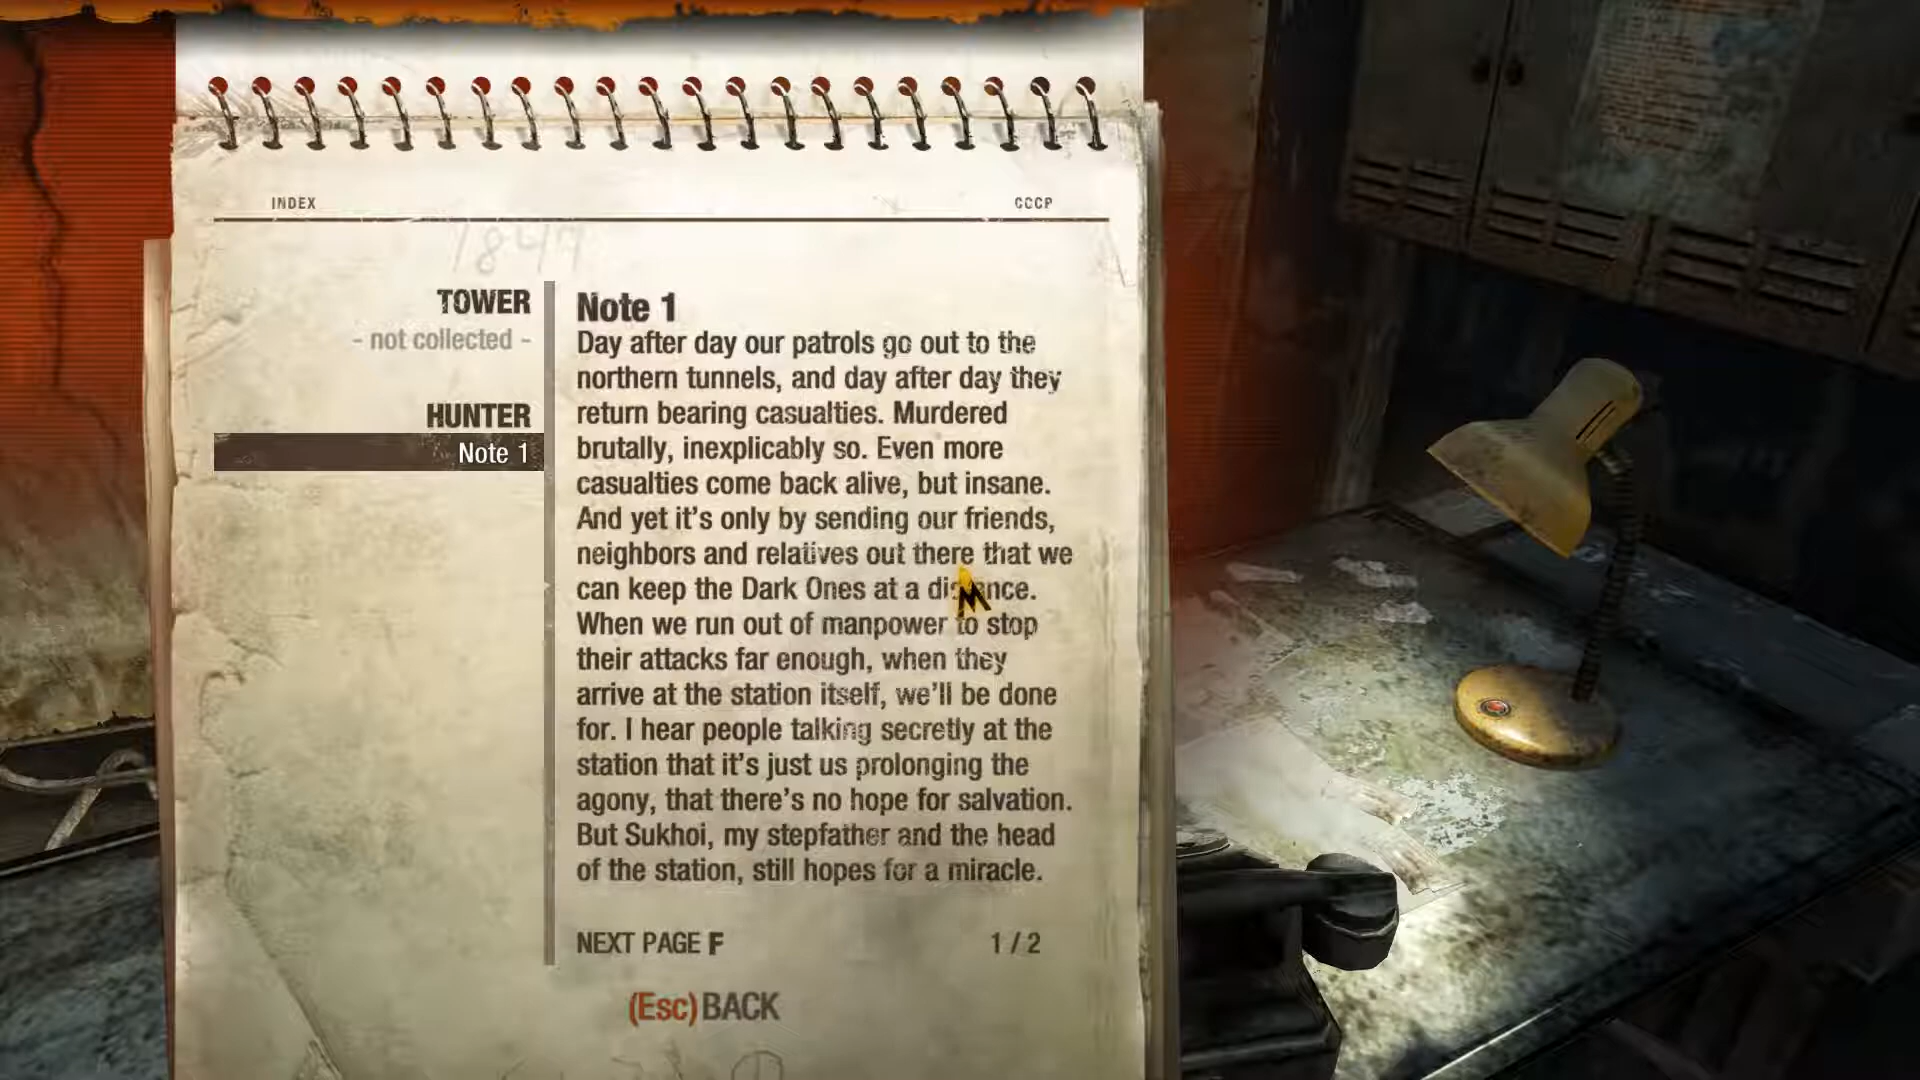 INDEX
CCCP
1847
TOWER
- not collected -
HUNTER
Note 1
Note 1
Day after day our patrols go out to the
northern tunnels, and day after day they
return bearing casualties. Murdered
brutally, inexplicably so. Even more
casualties come back alive, but insane.
And yet it's only by sending our friends,
neighbors and relatives out there that we
can keep the Dark Ones at a distance.
When we run out of manpower to stop
their attacks far enough, when they
arrive at the station itself, we'll be done
for. I hear people talking secretly at the
station that it's just us prolonging the
agony, that there's no hope for salvation.
But Sukhoi, my stepfather and the head
of the station, still hopes for a miracle.
NEXT PAGE F
1 / 2
(Esc) BACK